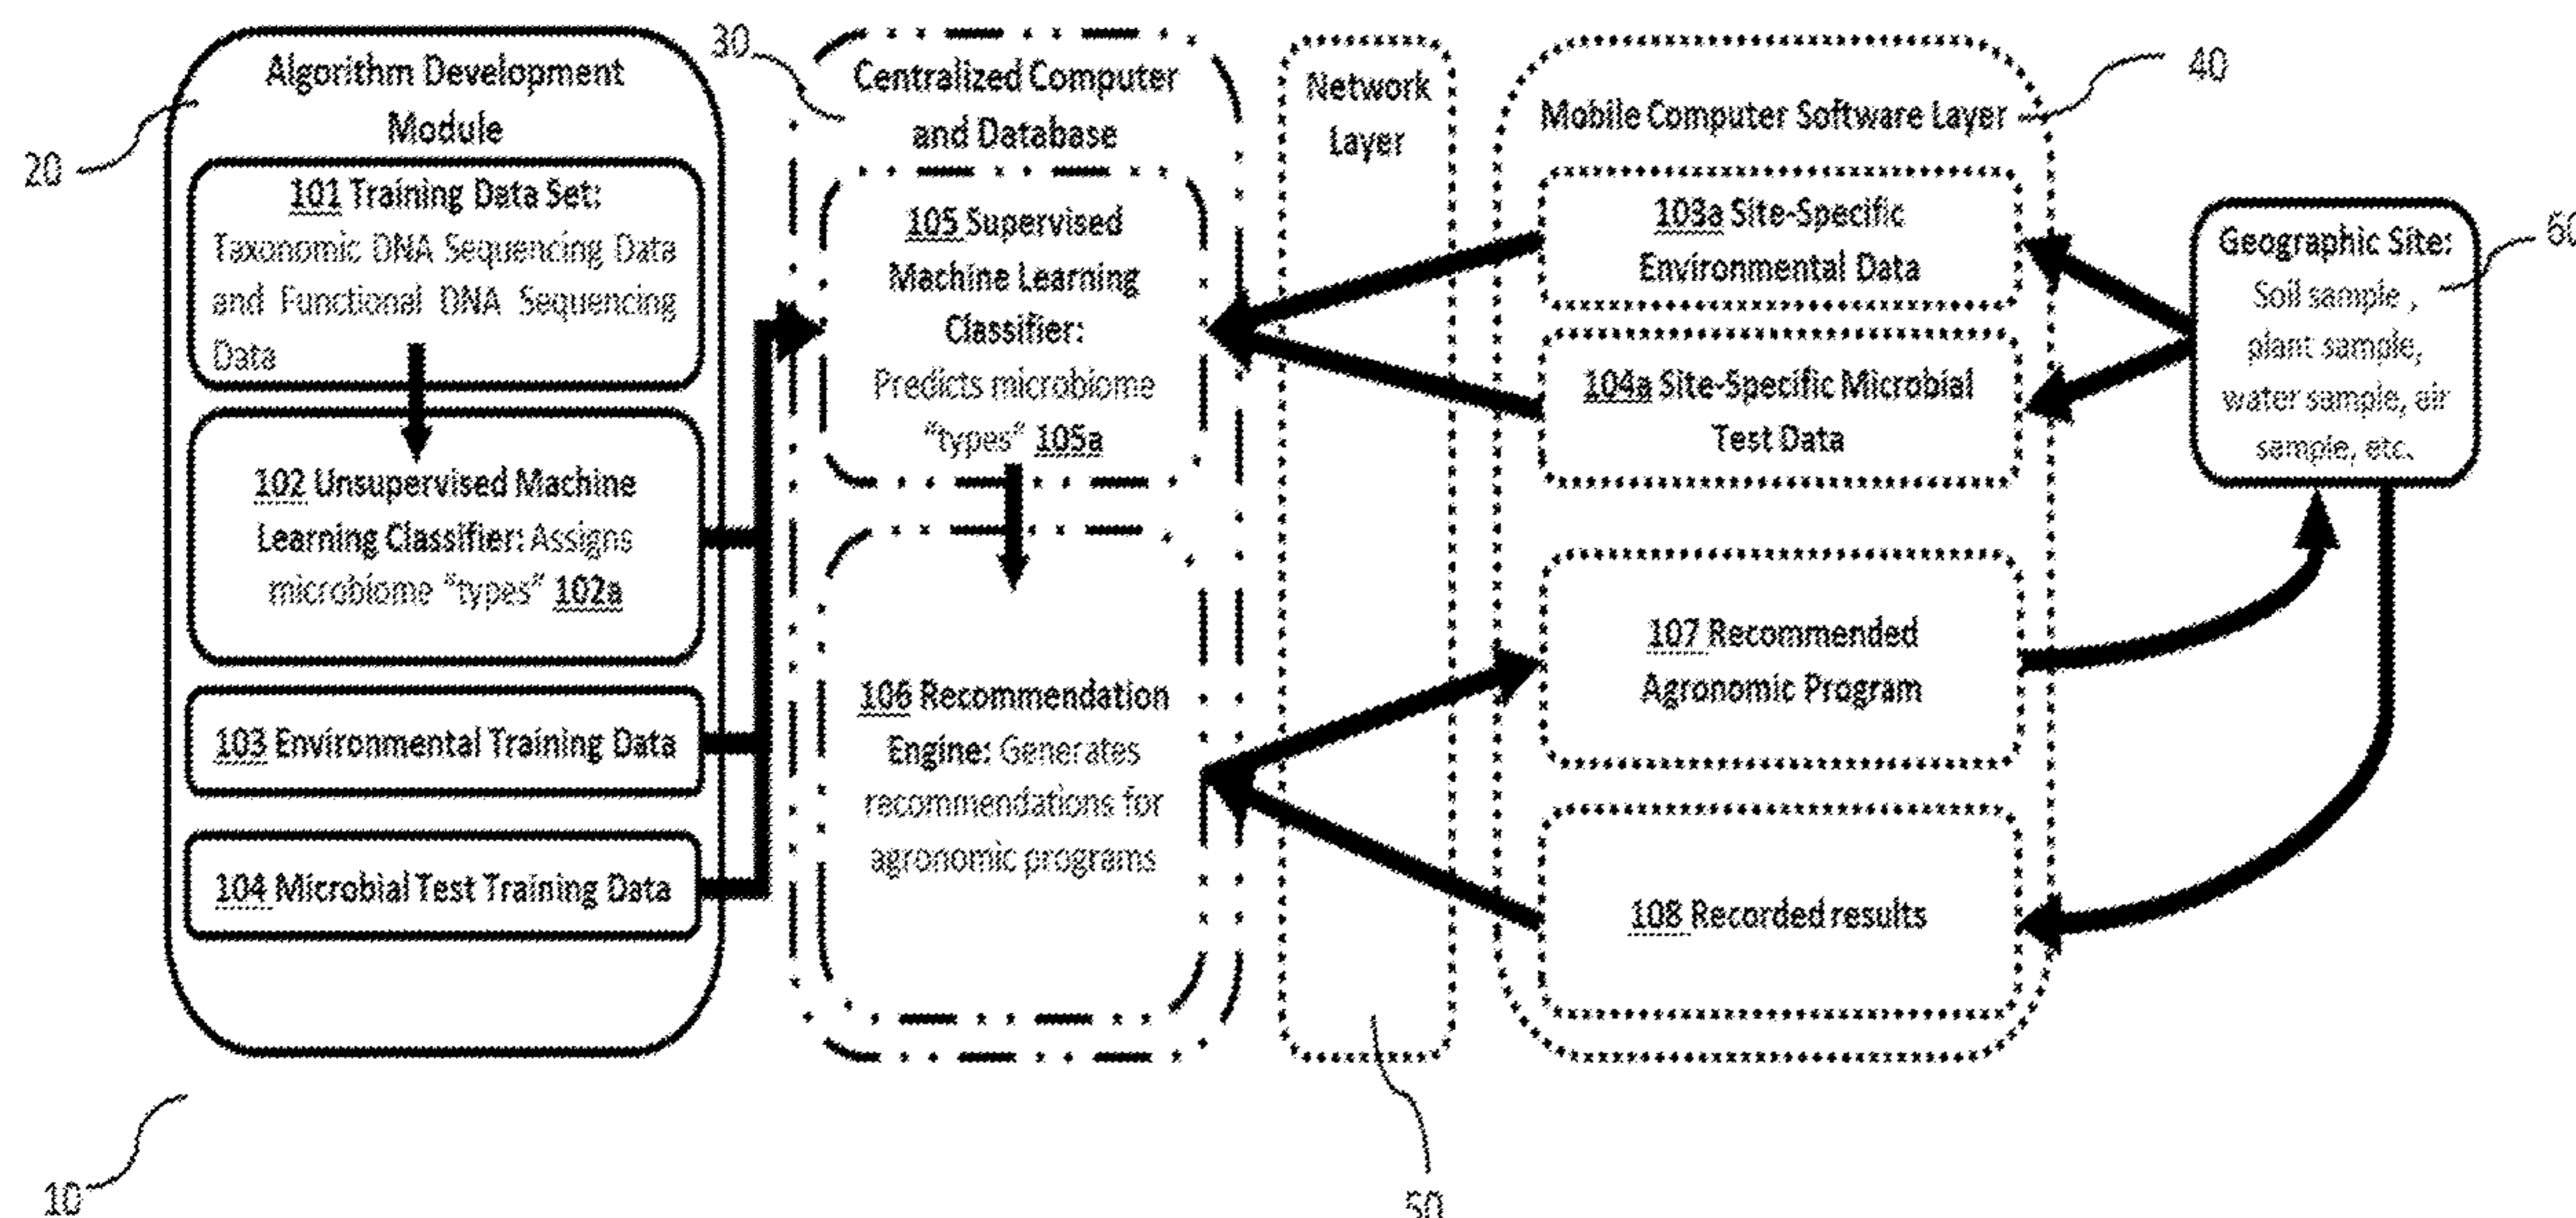 20
Algorithm Development
Module
101 Training Data Set:
Taxonomic DNA Sequencing Data
and Functional DNA Sequencing
Data
102 Unsupervised Machine
Learning Classifier: Assigns
microbiome “types” 102a
103 Environmental Training Data
104 Microbial Test Training Data
10
30
Centralized Computer
and Database
105 Supervised
Machine Learning
Classifier:
Predicts microbiome
“types” 105a
106 Recommendation
Engine: Generates
recommendations for
agronomic programs
Network
Layer
50
40
Mobile Computer Software Layer
103a Site-Specific
Environmental Data
104a Site-Specific Microbial
Test Data
107 Recommended
Agronomic Program
108 Recorded results
60
Geographic Site:
Soil sample ,
plant sample,
water sample, air
sample, etc.